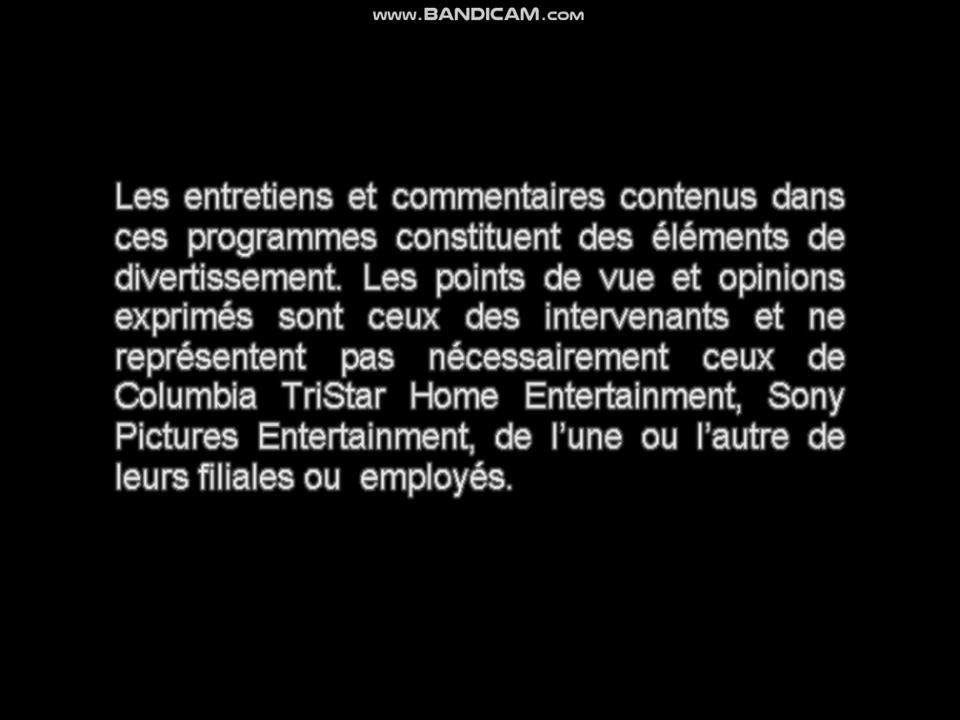 www.BANDICAM.com
Les entretiens et commentaires contenus dans
ces programmes constituent des éléments de
divertissement. Les points de vue et opinions
exprimés sont ceux des intervenants et ne
représentent pas nécessairement ceux de
Columbia TriStar Home Entertainment, Sony
Pictures Entertainment, de l’une ou l’autre de
leurs filiales ou employés.